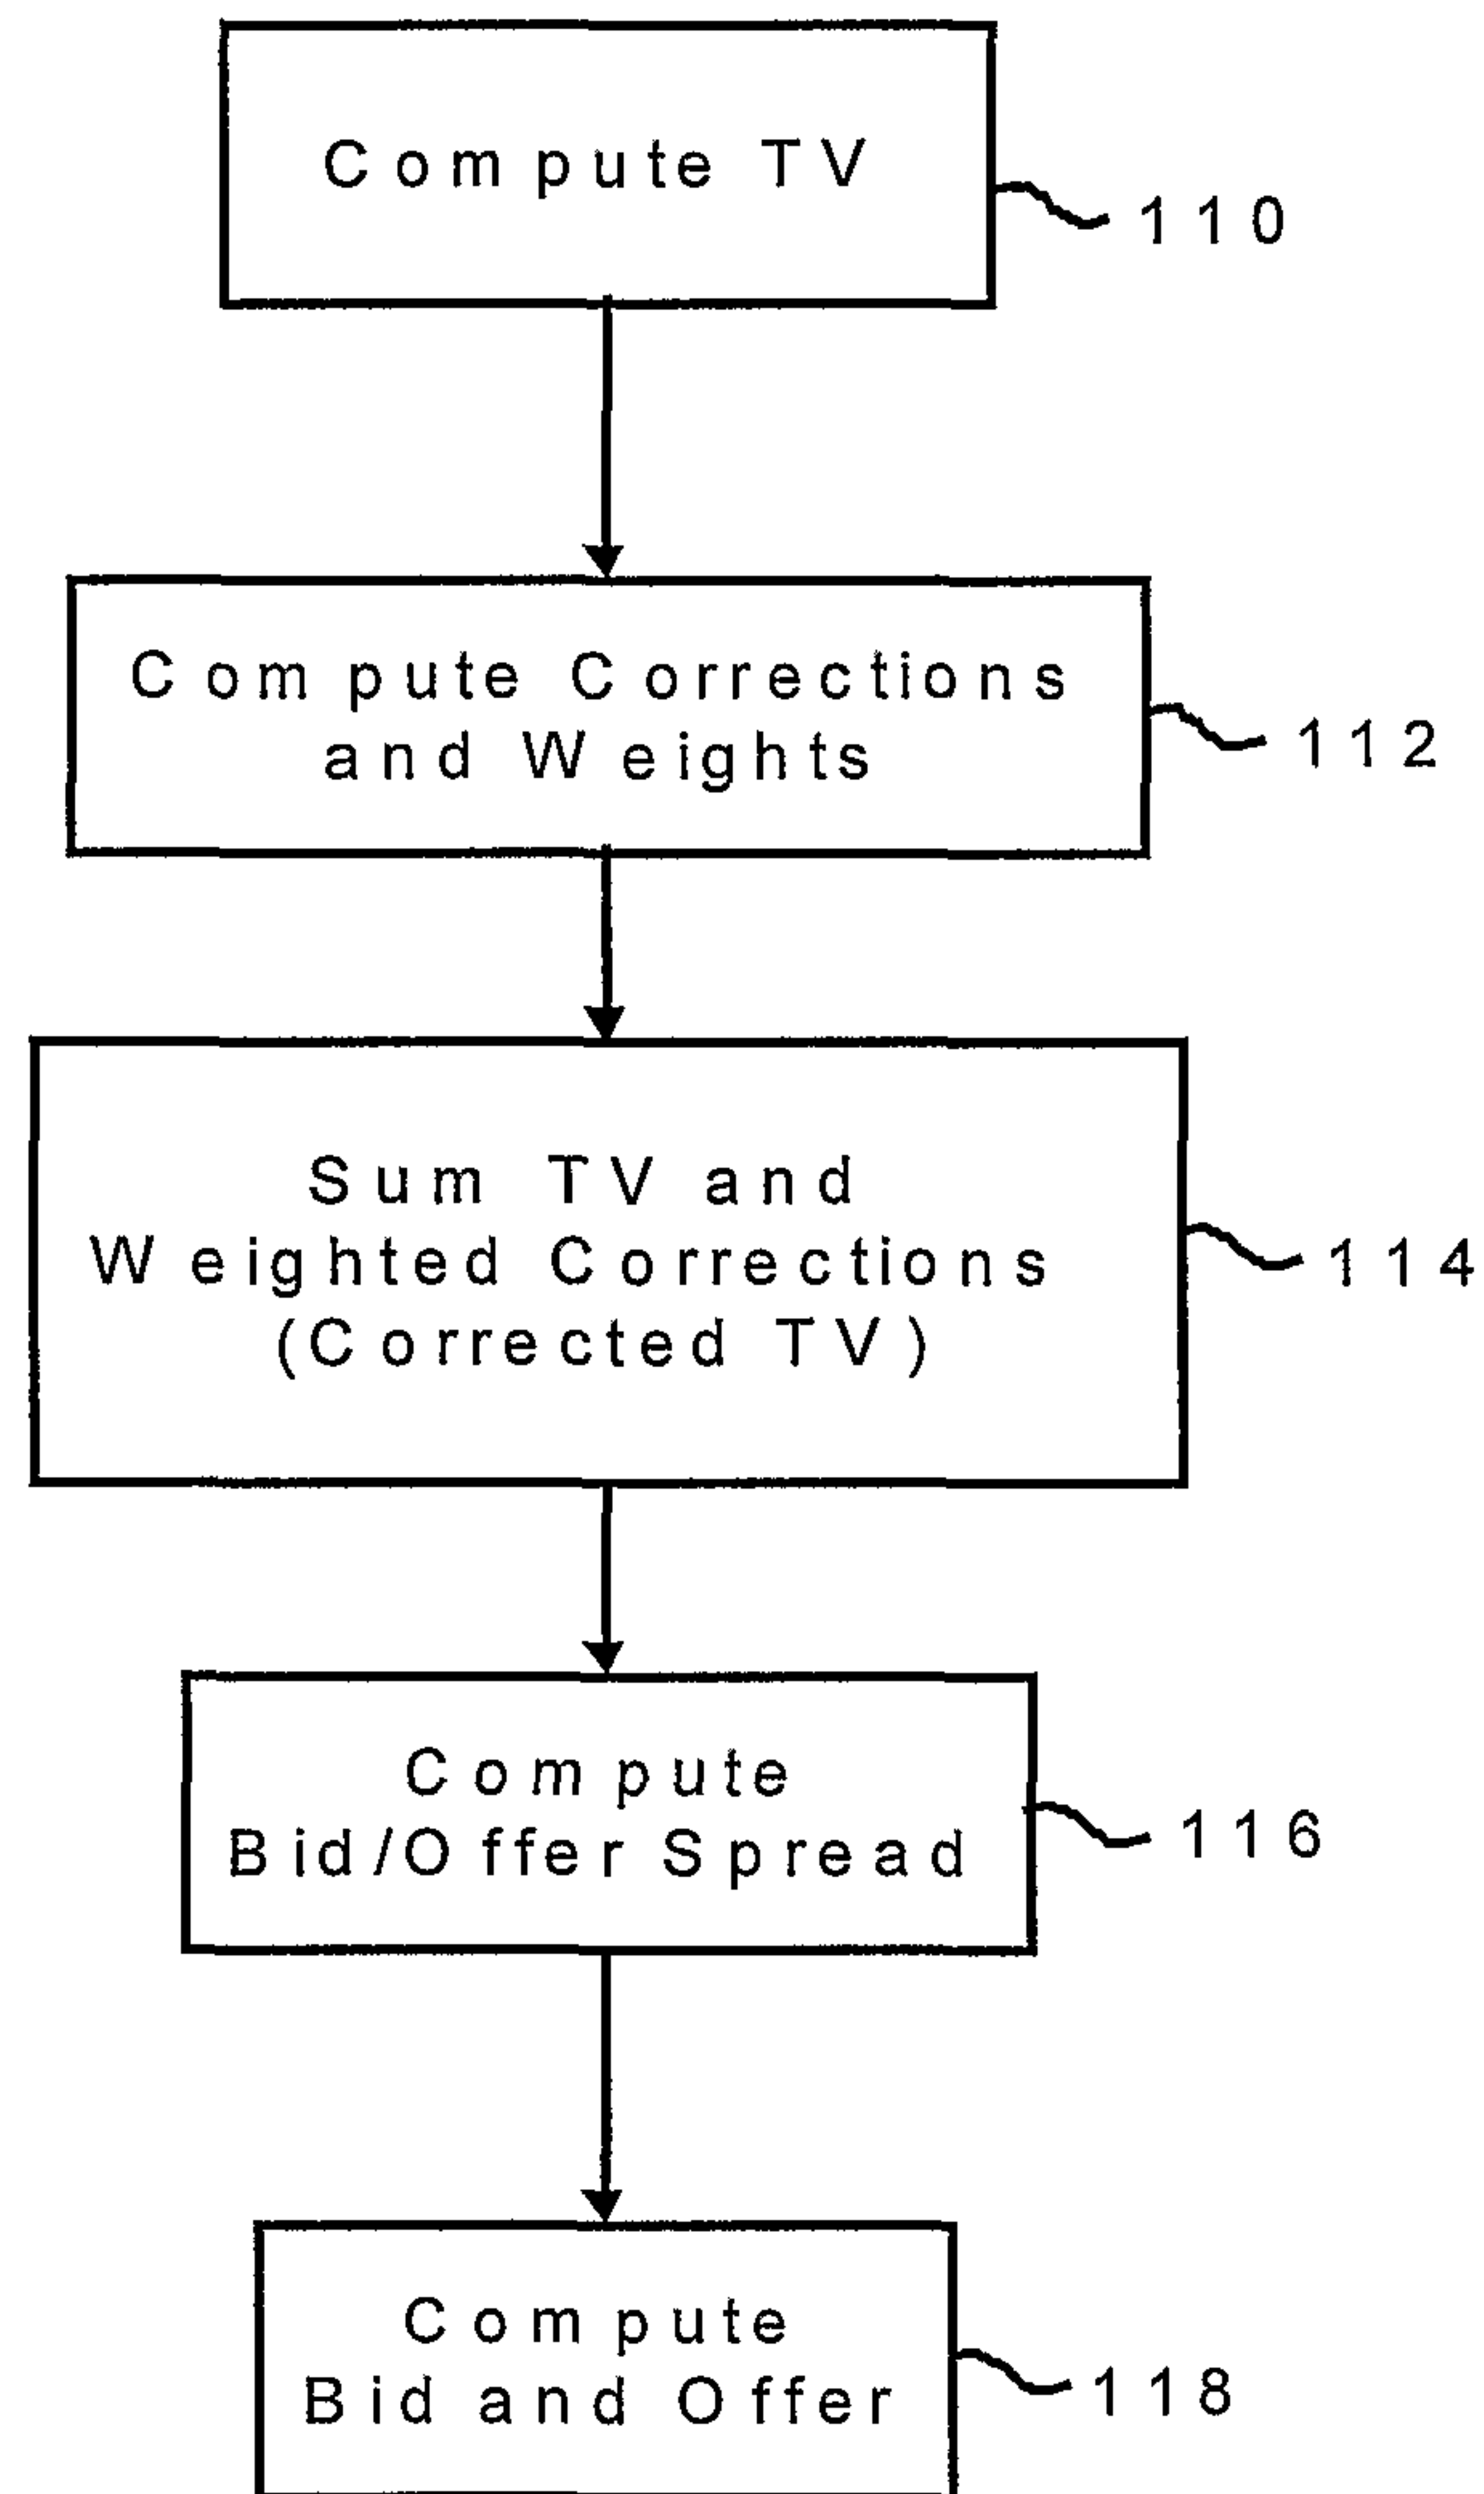 Compute TV
110
Compute Corrections
and Weights
112
Sum TV and
Weighted Corrections
(Corrected TV)
114
Compute
Bid/Offer Spread
116
Compute
Bid and Offer
118